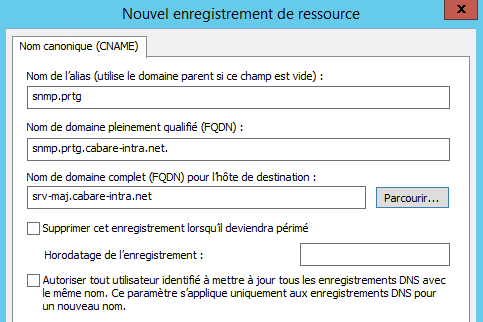 Nouvel enregistrement de ressource
x
Nom canonique (CNAME)
Nom de l'alias (utilise le domaine parent si ce champ est vide) :
snmp.prtg
Nom de domaine pleinement qualifié (FQDN) :
snmp.prtg.cabare-intra.net.
Nom de domaine complet (FQDN) pour l'hôte de destination :
srv-maj.cabare-intra.net
Parcourir...
Supprimer cet enregistrement lorsqu'il deviendra périmé
Horodatage de l'enregistrement :
Autoriser tout utilisateur identifié à mettre à jour tous les enregistrements DNS avec
le même nom. Ce paramètre s'applique uniquement aux enregistrements DNS pour
un nouveau nom.